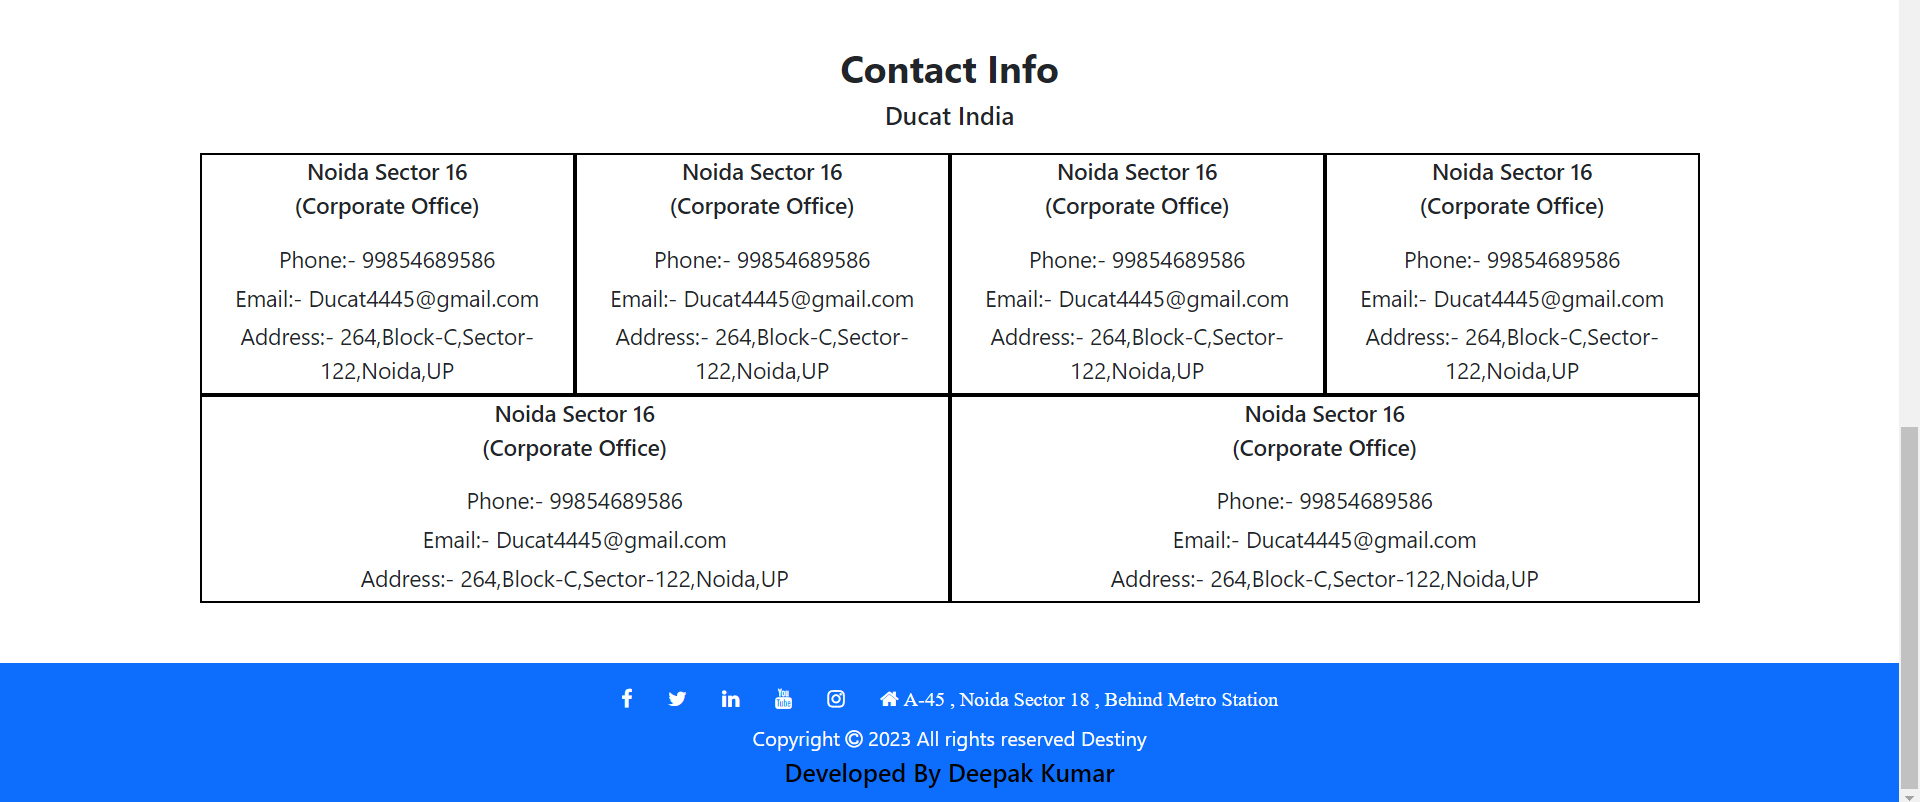 Contact Info
Ducat India
Noida Sector 16
(Corporate Office)
Phone:- 99854689586
Email:- Ducat4445@gmail.com
Address:- 264,Block-C,Sector-
122,Noida,UP
Noida Sector 16
(Corporate Office)
Phone:- 99854689586
Email:- Ducat4445@gmail.com
Address:- 264,Block-C,Sector-
122,Noida,UP
Noida Sector 16
(Corporate Office)
Phone:- 99854689586
Email:- Ducat4445@gmail.com
Address:- 264,Block-C,Sector-
122,Noida,UP
Noida Sector 16
(Corporate Office)
Phone:- 99854689586
Email:- Ducat4445@gmail.com
Address:- 264,Block-C,Sector-
122,Noida,UP
Noida Sector 16
(Corporate Office)
Phone:- 99854689586
Email:- Ducat4445@gmail.com
Address:- 264,Block-C,Sector-122,Noida,UP
Noida Sector 16
(Corporate Office)
Phone:- 99854689586
Email:- Ducat4445@gmail.com
Address:- 264,Block-C,Sector-122,Noida,UP
You Tube
A-45 , Noida Sector 18 , Behind Metro Station
Copyright © 2023 All rights reserved Destiny
Developed By Deepak Kumar